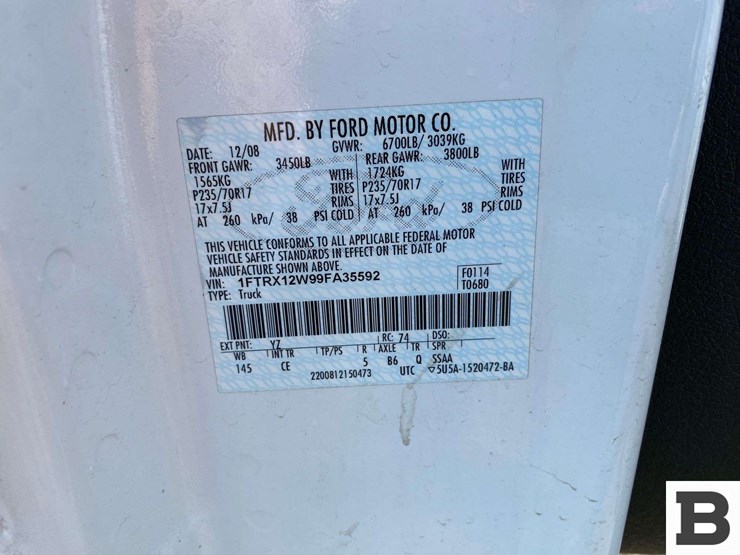 MFD. BY FORD MOTOR CO.
DATE: 12/08 GVWR: 6700LB/ 3039KG
FRONT GAWR: 3450LB REAR GAWR: 3800LB
1565KG WITH 1724KG WITH
P235/70R17 TIRES P235/70R17 TIRES
17x7.5J RIMS 17x7.5J RIMS
AT 260 kPa/ 38 PSI COLD AT 260 kPa/ 38 PSI COLD
THIS VEHICLE CONFORMS TO ALL APPLICABLE FEDERAL MOTOR
VEHICLE SAFETY STANDARDS IN EFFECT ON THE DATE OF
MANUFACTURE SHOWN ABOVE.
VIN: 1FTRX12W99FA35592 F0114
TYPE: Truck T0680
EXT PNT: YZ RC: 74 DSO:
WB INT TR TP/PS R AXLE TR SPR
145 CE 5 B6 Q SSAA
2200812150473 UTC ▽5U5A-1520472-BA
B